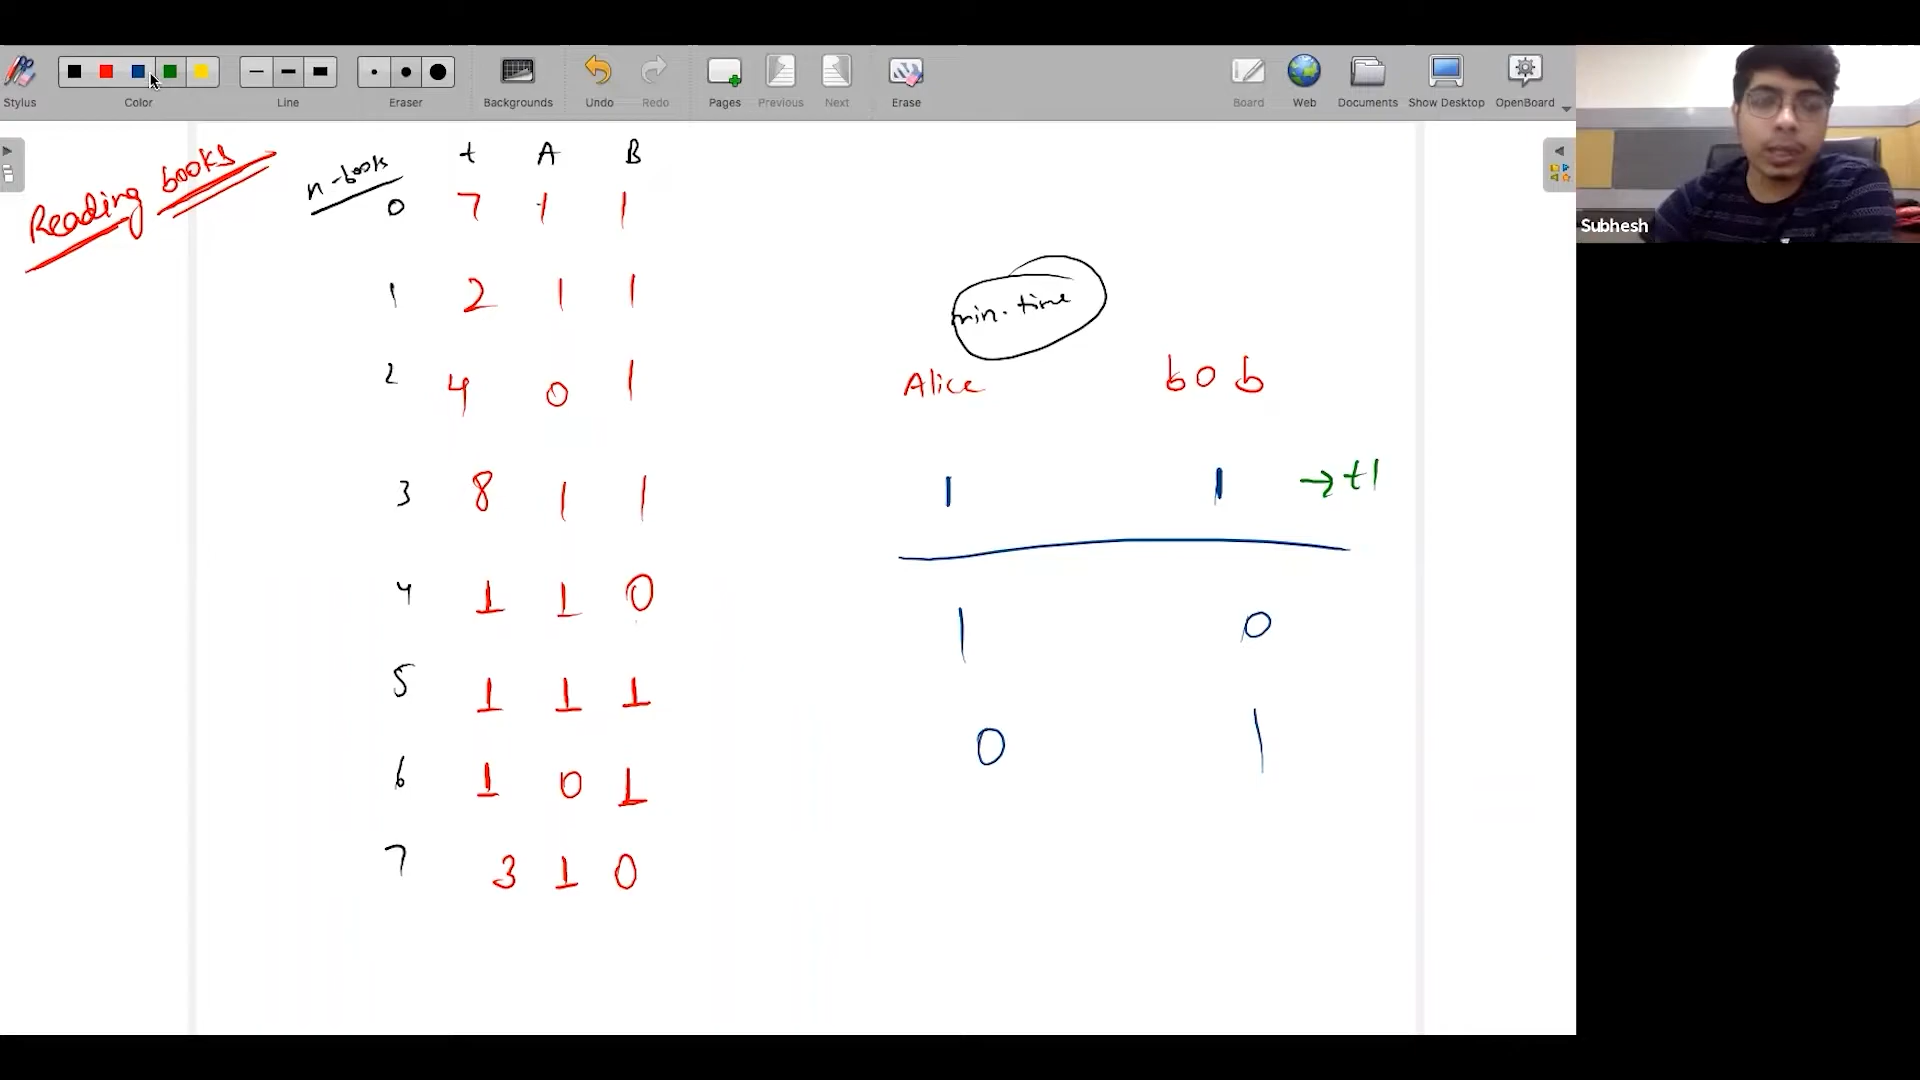 Stylus
Color
Line
Eraser
Backgrounds
Undo
Redo
Pages
Previous
Next
Erase
Board
Web
Documents
Show Desktop
OpenBoard
Subhesh
Reading books
n-books t A B
0 7 1 1
1 2 1 1
2 4 0 1
3 8 1 1
4 1 1 0
5 1 1 1
6 1 0 1
7 3 1 0
min. time
Alice bob
1 1 → t1
1 0
0 1